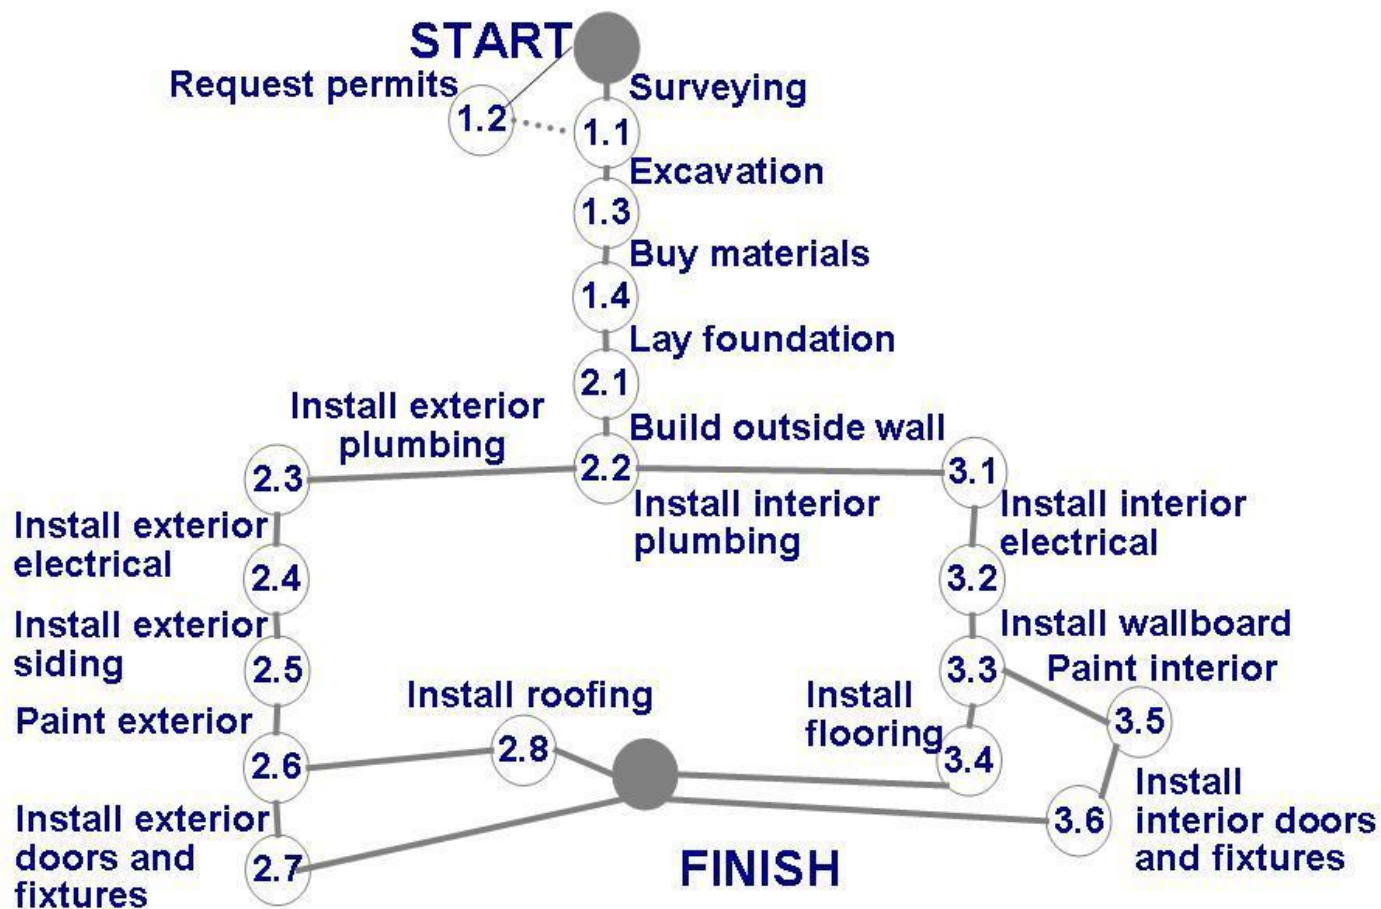 START
Request permits
Surveying
1.2
1.1
Excavation
1.3
Buy materials
1.4
Lay foundation
2.1
Install exterior
plumbing
Build outside wall
2.3
2.2
3.1
Install interior
plumbing
Install interior
electrical
Install exterior
electrical
2.4
3.2
Install exterior
siding
Install wallboard
2.5
3.3
Paint interior
Paint exterior
Install roofing
Install
flooring
3.5
2.6
2.8
3.4
Install
interior doors
and fixtures
Install exterior
doors and
fixtures
2.7
3.6
FINISH